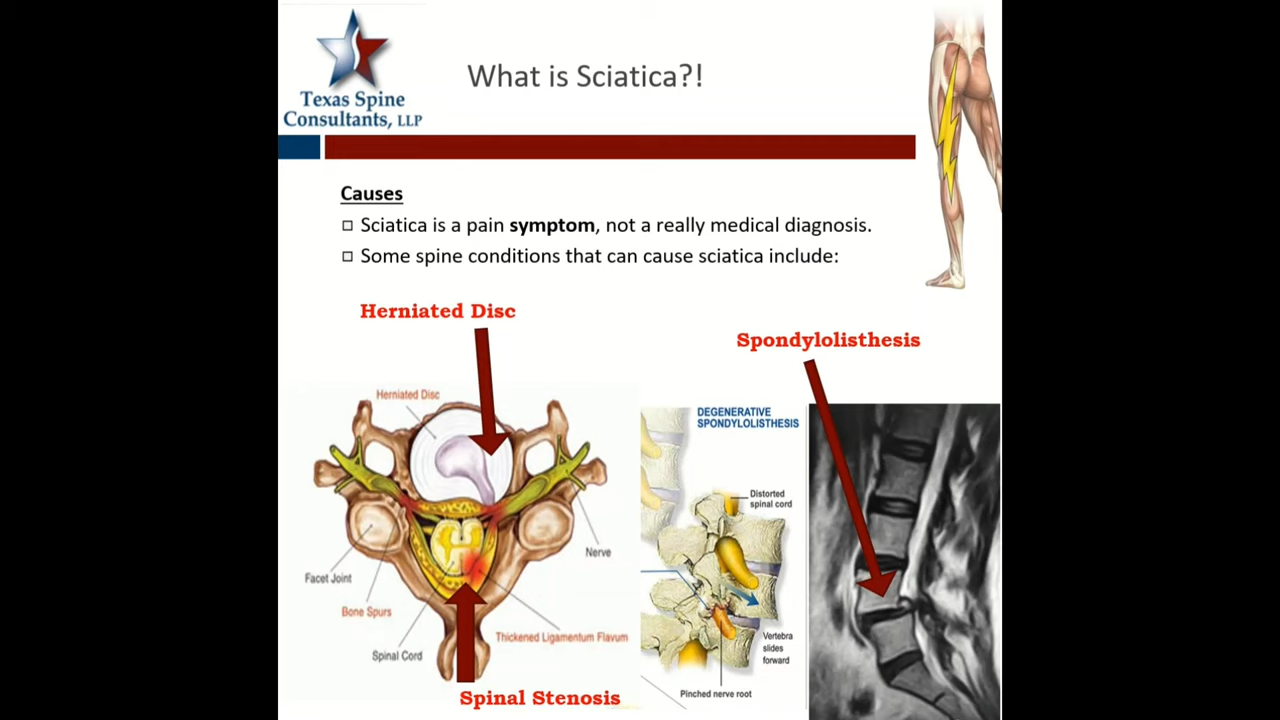 Texas Spine
Consultants, LLP
What is Sciatica?!
Causes
Sciatica is a pain symptom, not a really medical diagnosis.
Some spine conditions that can cause sciatica include:
Herniated Disc
Spondylolisthesis
Herniated Disc
Facet Joint
Bone Spurs
Spinal Cord
Nerve
Thickened Ligamentum Flavum
Spinal Stenosis
DEGENERATIVE
SPONDYLOLISTHESIS
Distorted
spinal cord
Vertebra
slides
forward
Pinched nerve root